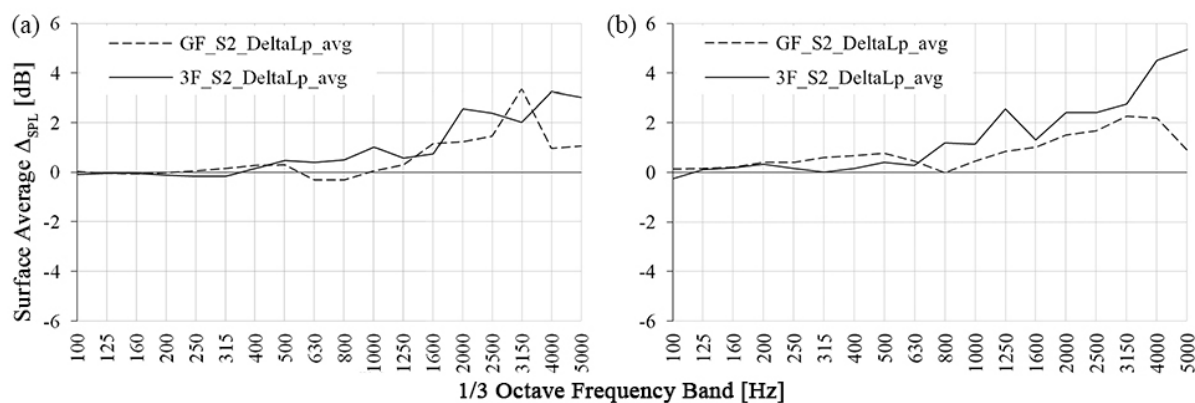 (a)
Surface Average Δ_SPL [dB]
6
4
2
0
-2
-4
-6
GF_S2_DeltaLp_avg
3F_S2_DeltaLp_avg
100 125 160 200 250 315 400 500 630 800 1000 1250 1600 2000 2500 3150 4000 5000
(b)
6
4
2
0
-2
-4
-6
GF_S2_DeltaLp_avg
3F_S2_DeltaLp_avg
100 125 160 200 250 315 400 500 630 800 1000 1250 1600 2000 2500 3150 4000 5000
1/3 Octave Frequency Band [Hz]